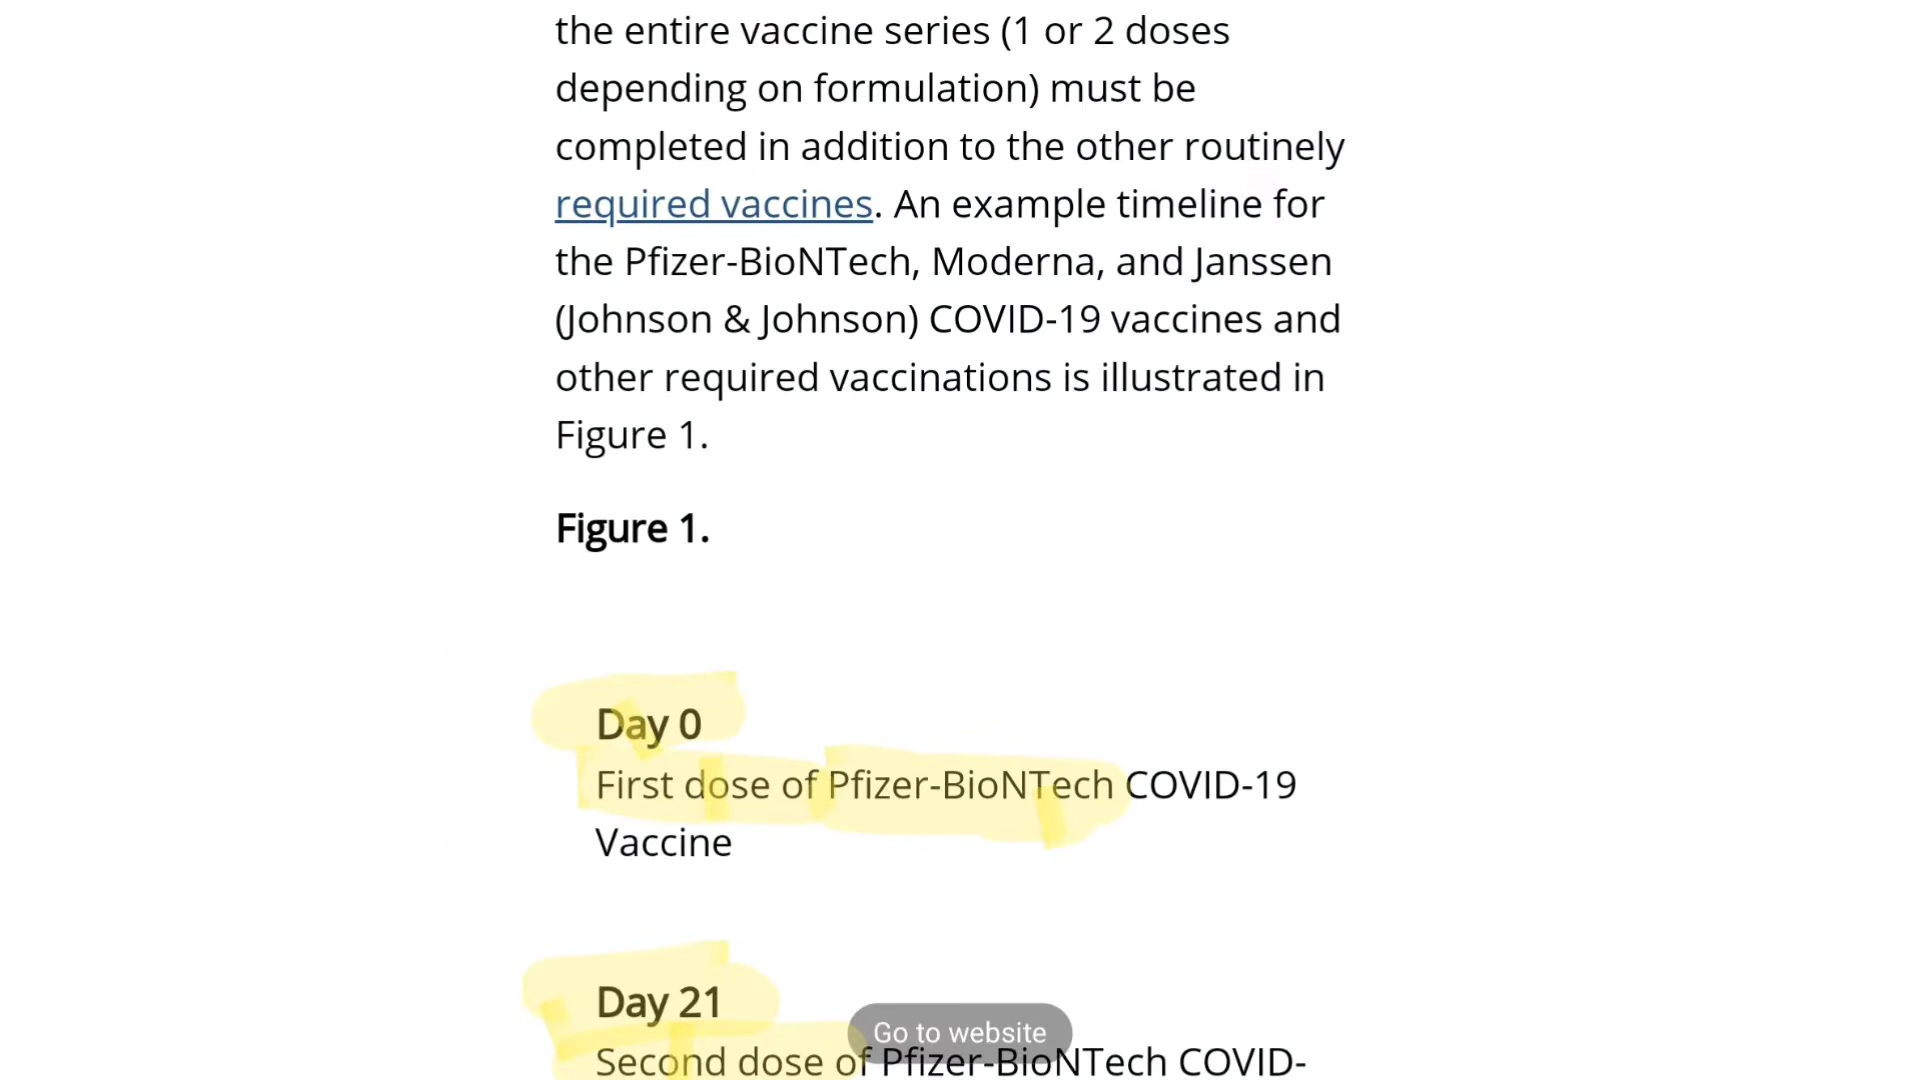 the entire vaccine series (1 or 2 doses
depending on formulation) must be
completed in addition to the other routinely
required vaccines. An example timeline for
the Pfizer-BioNTech, Moderna, and Janssen
(Johnson & Johnson) COVID-19 vaccines and
other required vaccinations is illustrated in
Figure 1.
Figure 1.
Day 0
First dose of Pfizer-BioNTech COVID-19
Vaccine
Day 21
Go to website
Second dose of Pfizer-BioNTech COVID-